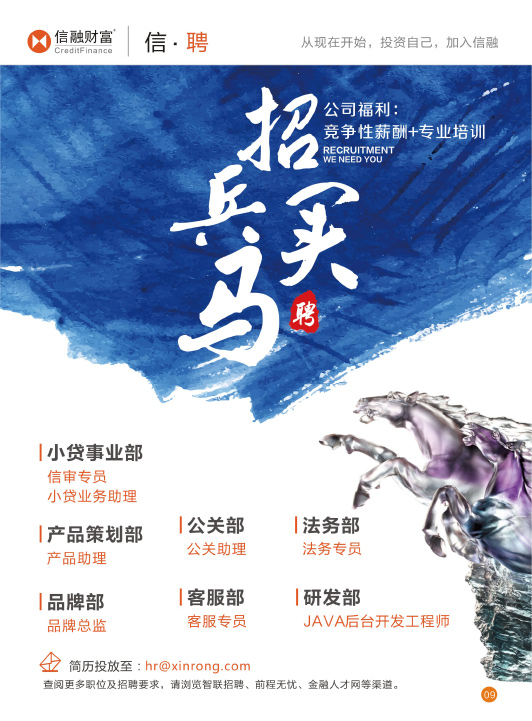 信融财富®
CreditFinance
信·聘
从现在开始，投资自己，加入信融
公司福利：
竞争性薪酬+专业培训
RECRUITMENT
WE NEED YOU
招
兵买
马
聘
小贷事业部
信审专员
小贷业务助理
产品策划部
产品助理
公关部
公关助理
法务部
法务专员
品牌部
品牌总监
客服部
客服专员
研发部
JAVA后台开发工程师
简历投放至：hr@xinrong.com
查阅更多职位及招聘要求，请浏览智联招聘、前程无忧、金融人才网等渠道。
09